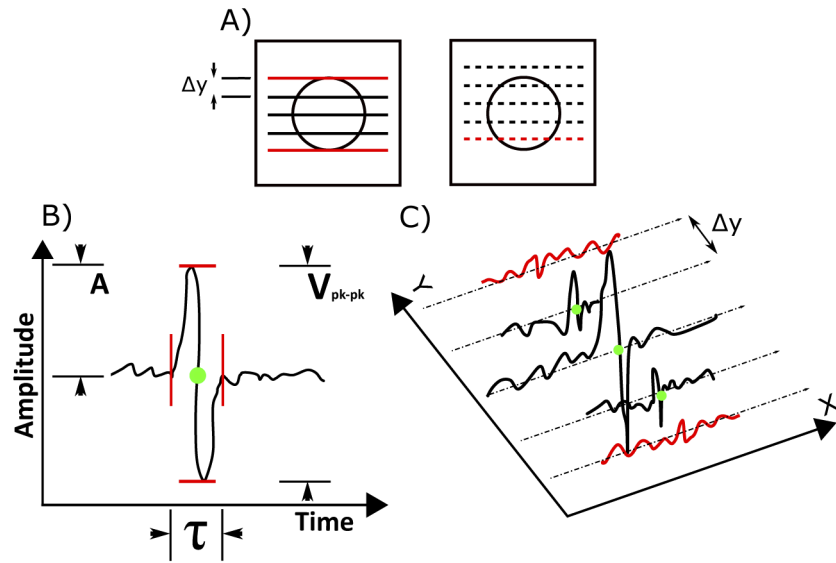 A)
Δy
B)
A
V pk-pk
Amplitude
Time
τ
C)
Δy
Y
X